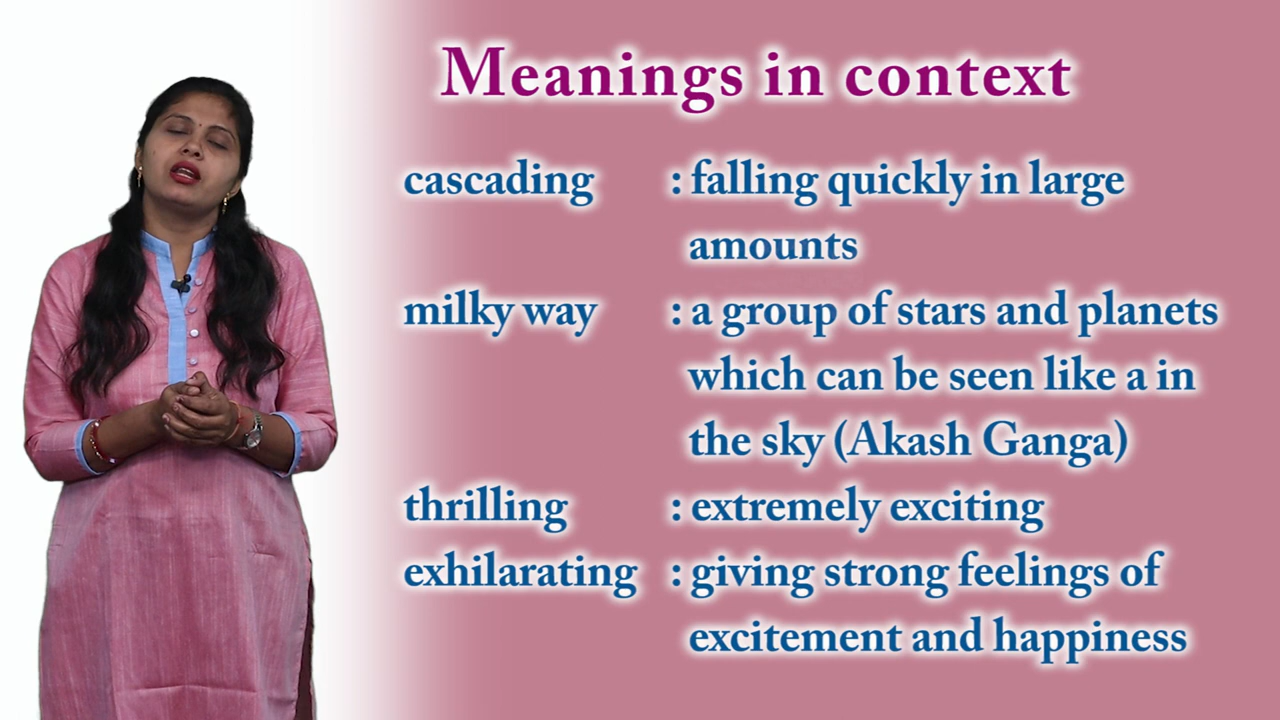 Meanings in context
cascading : falling quickly in large
amounts
milky way : a group of stars and planets
which can be seen like a in
the sky (Akash Ganga)
thrilling : extremely exciting
exhilarating : giving strong feelings of
excitement and happiness